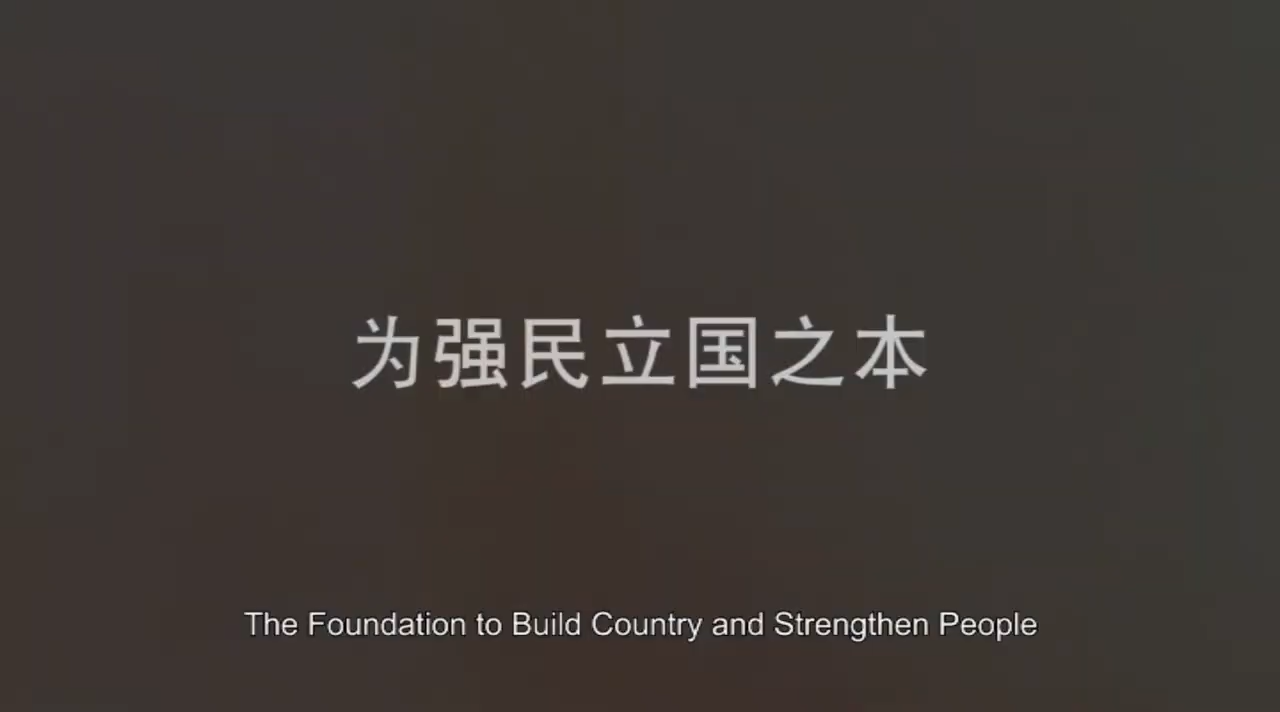 为强民立国之本
The Foundation to Build Country and Strengthen People